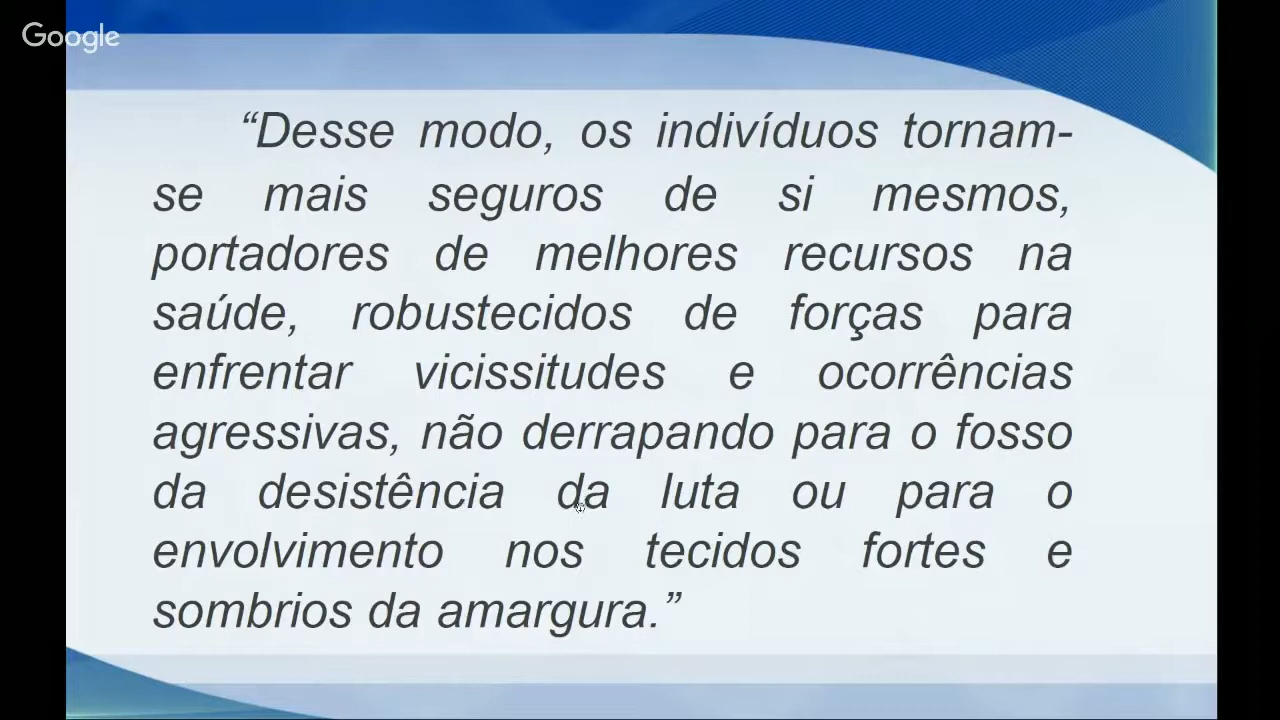 Google
“Desse modo, os indivíduos tornam-
se mais seguros de si mesmos,
portadores de melhores recursos na
saúde, robustecidos de forças para
enfrentar vicissitudes e ocorrências
agressivas, não derrapando para o fosso
da desistência da luta ou para o
envolvimento nos tecidos fortes e
sombrios da amargura.”